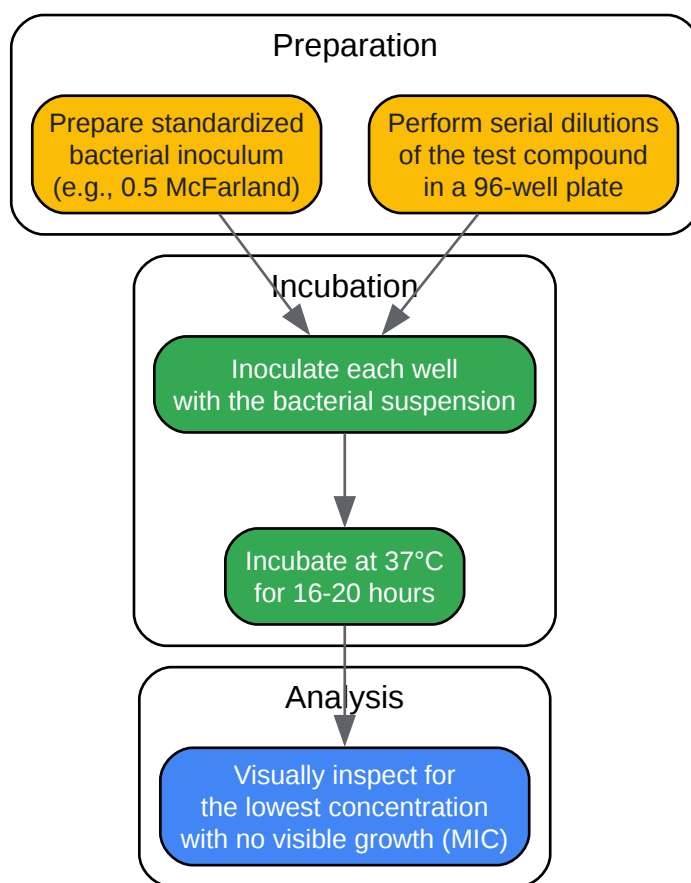 Preparation
Prepare standardized
bacterial inoculum
(e.g., 0.5 McFarland)
Perform serial dilutions
of the test compound
in a 96-well plate
Incubation
Inoculate each well
with the bacterial suspension
Incubate at 37°C
for 16-20 hours
Analysis
Visually inspect for
the lowest concentration
with no visible growth (MIC)